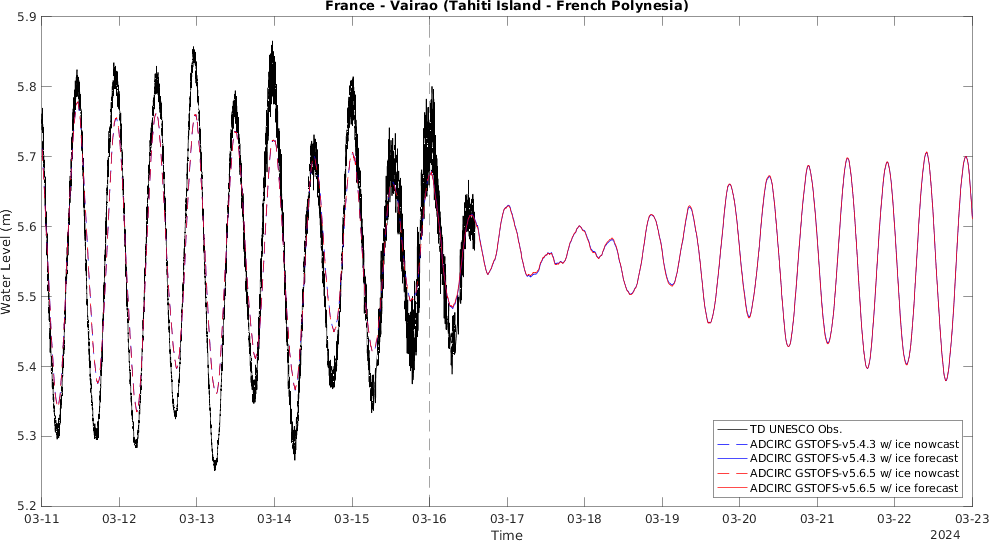 France - Vairao (Tahiti Island - French Polynesia)
5.9
5.8
5.7
5.6
5.5
5.4
5.3
5.2
Water Level (m)
TD UNESCO Obs.
ADCIRC GSTOFS-v5.4.3 w/ ice nowcast
ADCIRC GSTOFS-v5.4.3 w/ ice forecast
ADCIRC GSTOFS-v5.6.5 w/ ice nowcast
ADCIRC GSTOFS-v5.6.5 w/ ice forecast
03-11 03-12 03-13 03-14 03-15 03-16 03-17 03-18 03-19 03-20 03-21 03-22 03-23
Time
2024